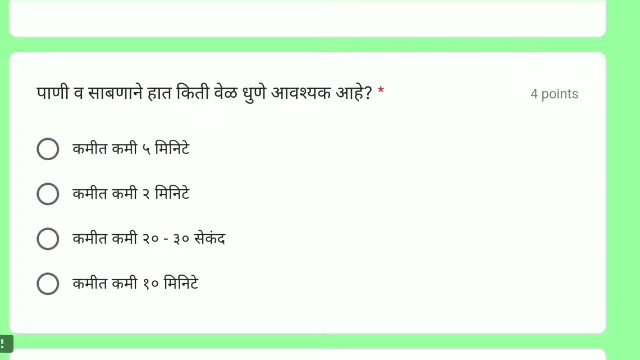 पाणी व साबणाने हात किती वेळ धुणे आवश्यक आहे? *
4 points
कमीत कमी ५ मिनिटे
कमीत कमी २ मिनिटे
कमीत कमी २० - ३० सेकंद
कमीत कमी १० मिनिटे
!